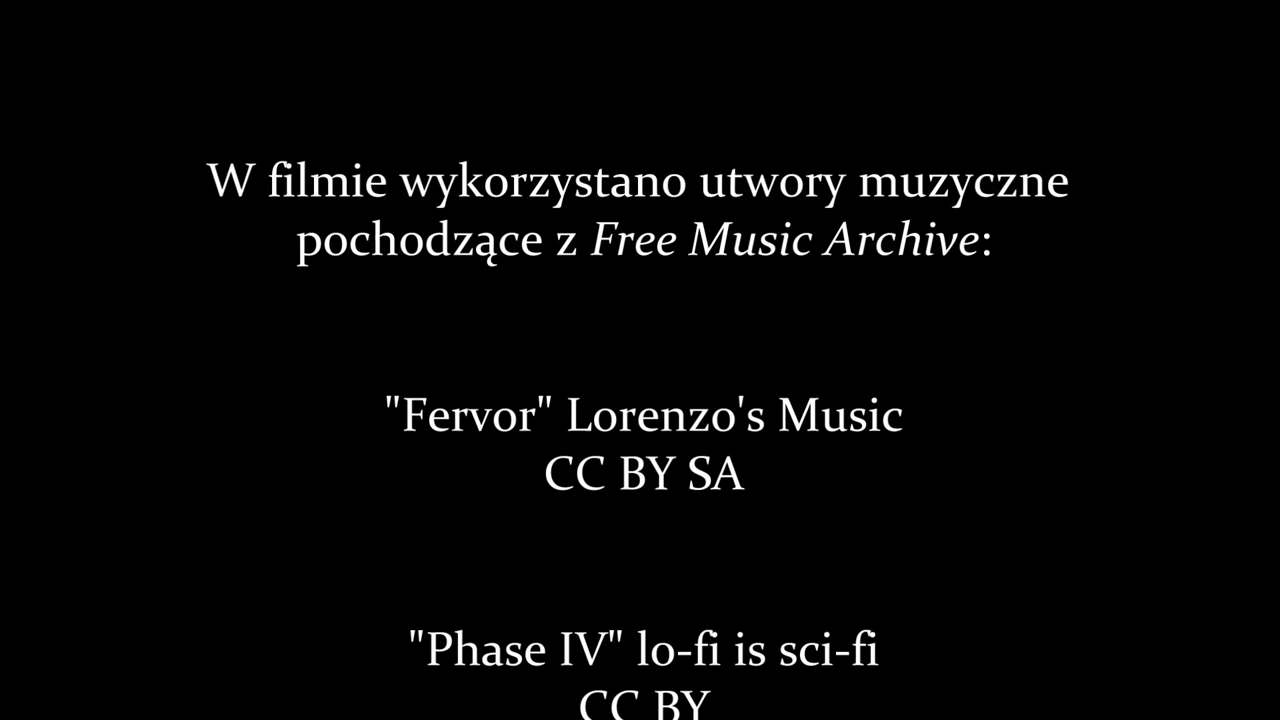 W filmie wykorzystano utwory muzyczne
pochodzące z Free Music Archive:
"Fervor" Lorenzo's Music
CC BY SA
"Phase IV" lo-fi is sci-fi
CC BY